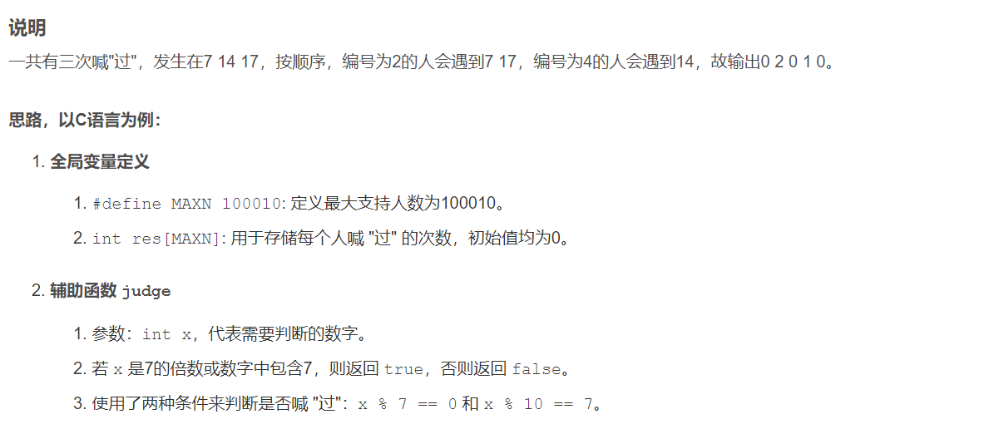 说明
一共有三次喊"过"，发生在7 14 17，按顺序，编号为2的人会遇到7 17，编号为4的人会遇到14，故输出0 2 0 1 0。
思路，以C语言为例：
1. 全局变量定义
1. #define MAXN 100010: 定义最大支持人数为100010。
2. int res[MAXN]: 用于存储每个人喊 "过" 的次数，初始值均为0。
2. 辅助函数 judge
1. 参数：int x，代表需要判断的数字。
2. 若 x 是7的倍数或数字中包含7，则返回 true，否则返回 false。
3. 使用了两种条件来判断是否喊 "过"：x % 7 == 0 和 x % 10 == 7。